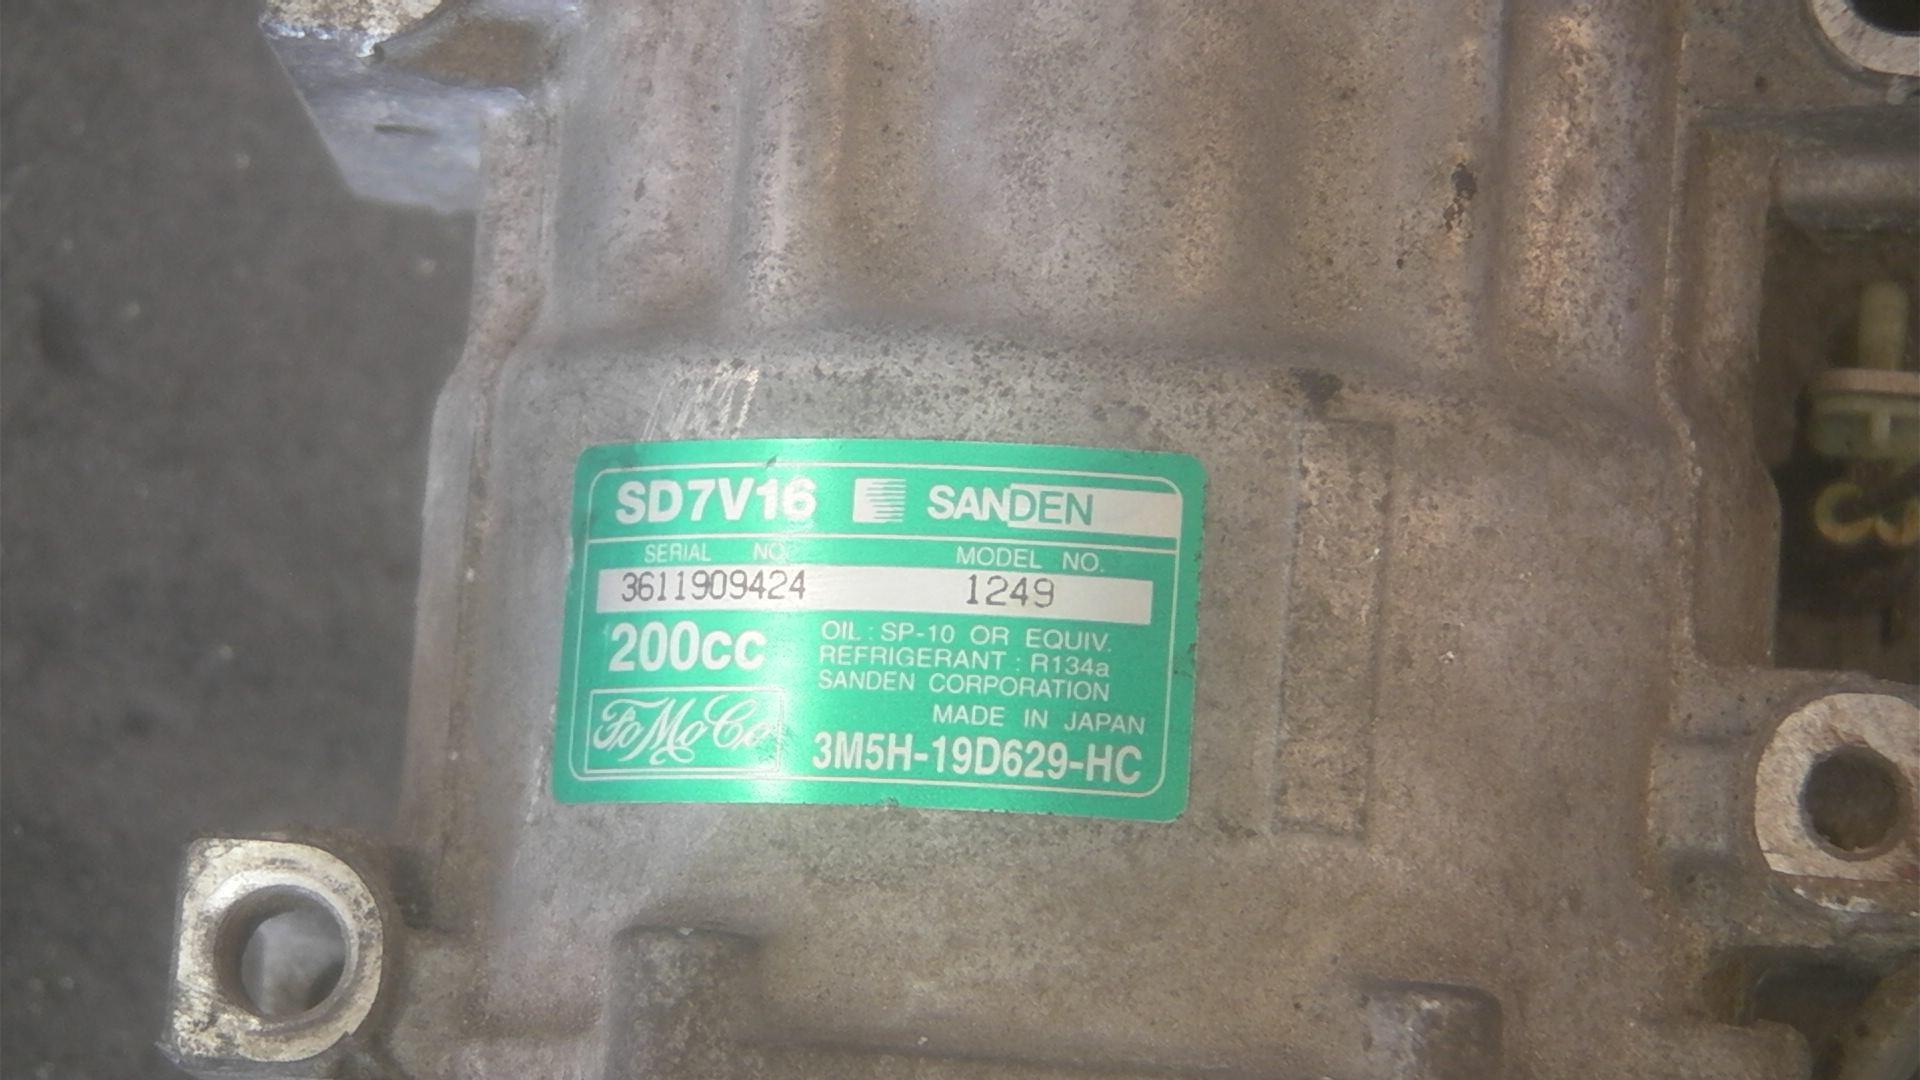 SD7V16 SANDEN
SERIAL NO. MODEL NO.
3611909424 1249
200cc
OIL : SP-10 OR EQUIV.
REFRIGERANT : R134a
SANDEN CORPORATION
MADE IN JAPAN
FoMoCo
3M5H-19D629-HC